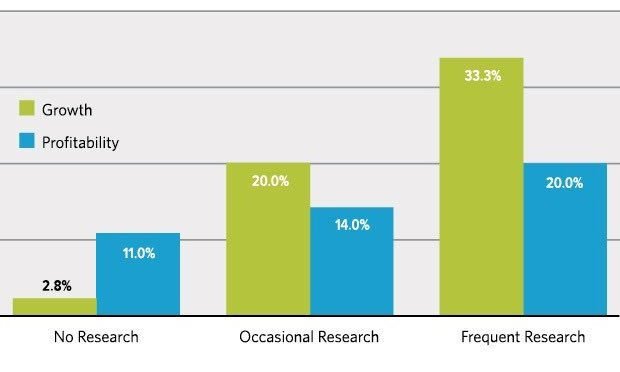 33.3%
Growth
Profitability
20.0%
20.0%
14.0%
11.0%
2.8%
No Research
Occasional Research
Frequent Research